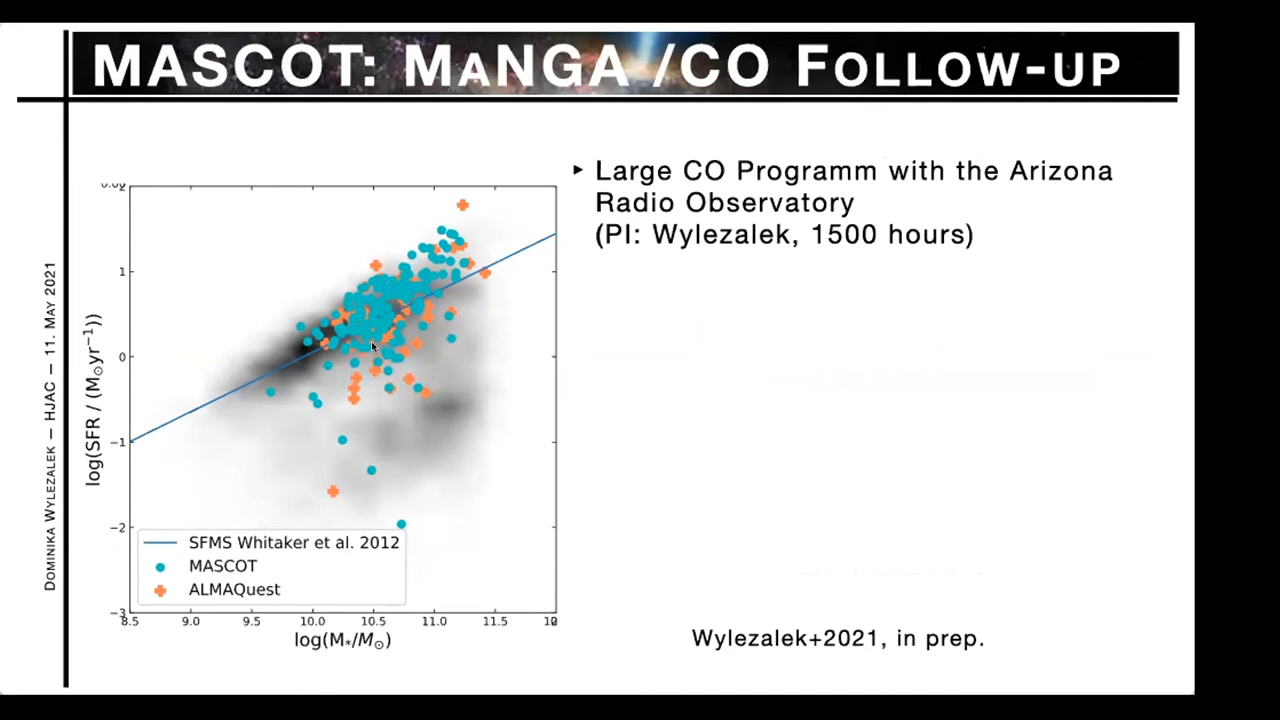 MASCOT: MANGA /CO FOLLOW-UP
DOMINIKA WYLEZALEK — HJAC — 11. MAY 2021
▸ Large CO Programm with the Arizona
Radio Observatory
(PI: Wylezalek, 1500 hours)
log(SFR / (M⊙yr⁻¹))
2
1
0
−1
−2
−3
SFMS Whitaker et al. 2012
MASCOT
ALMAQuest
8.5 9.0 9.5 10.0 10.5 11.0 11.5
log(M*/M⊙)
Wylezalek+2021, in prep.